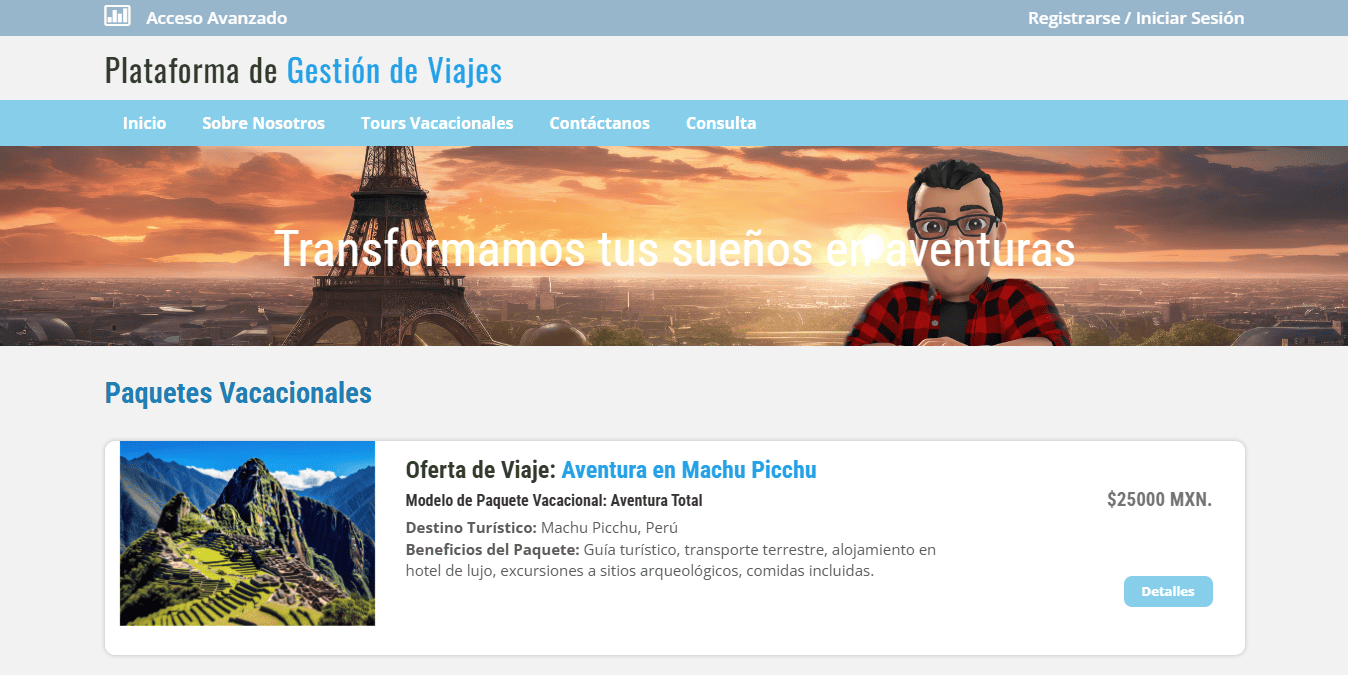 Acceso Avanzado
Registrarse / Iniciar Sesión
Plataforma de Gestión de Viajes
Inicio
Sobre Nosotros
Tours Vacacionales
Contáctanos
Consulta
Transformamos tus sueños en aventuras
Paquetes Vacacionales
Oferta de Viaje: Aventura en Machu Picchu
Modelo de Paquete Vacacional: Aventura Total
$25000 MXN.
Destino Turístico: Machu Picchu, Perú
Beneficios del Paquete: Guía turístico, transporte terrestre, alojamiento en
hotel de lujo, excursiones a sitios arqueológicos, comidas incluidas.
Detalles